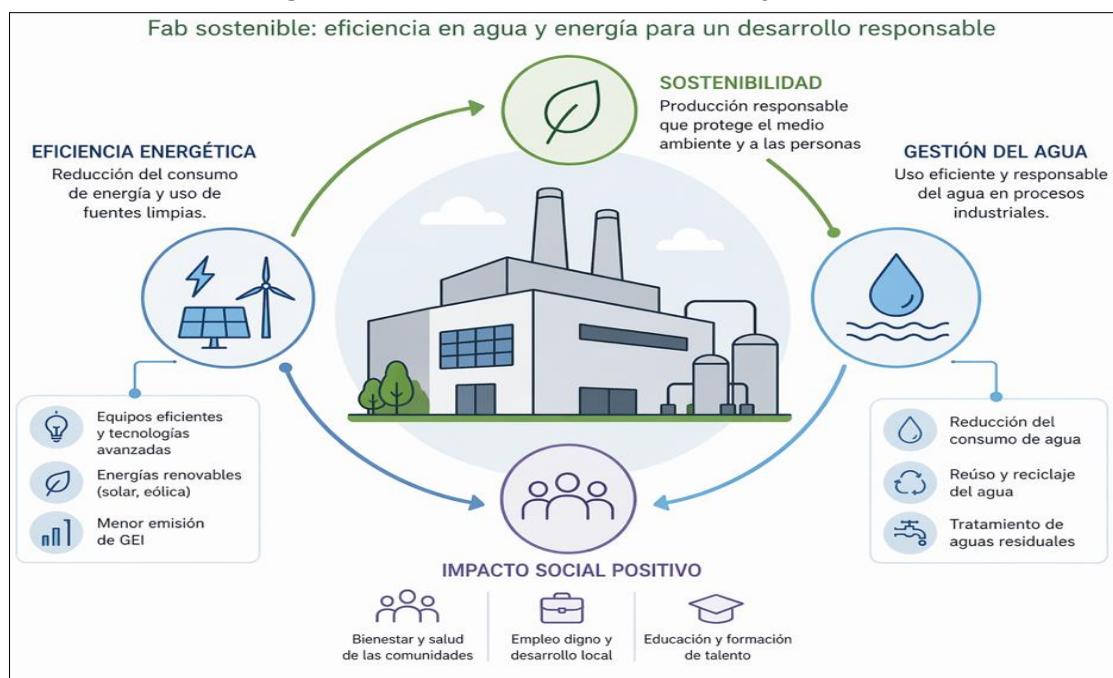 Fab sostenible: eficiencia en agua y energía para un desarrollo responsable
SOSTENIBILIDAD
Producción responsable
que protege el medio
ambiente y a las personas
EFICIENCIA ENERGÉTICA
Reducción del consumo
de energía y uso de
fuentes limpias.
GESTIÓN DEL AGUA
Uso eficiente y responsable
del agua en procesos
industriales.
Equipos eficientes
y tecnologías
avanzadas
Energías renovables
(solar, eólica)
Menor emisión
de GEI
Reducción del
consumo de agua
Reúso y reciclaje
del agua
Tratamiento de
aguas residuales
IMPACTO SOCIAL POSITIVO
Bienestar y salud
de las comunidades
Empleo digno y
desarrollo local
Educación y formación
de talento